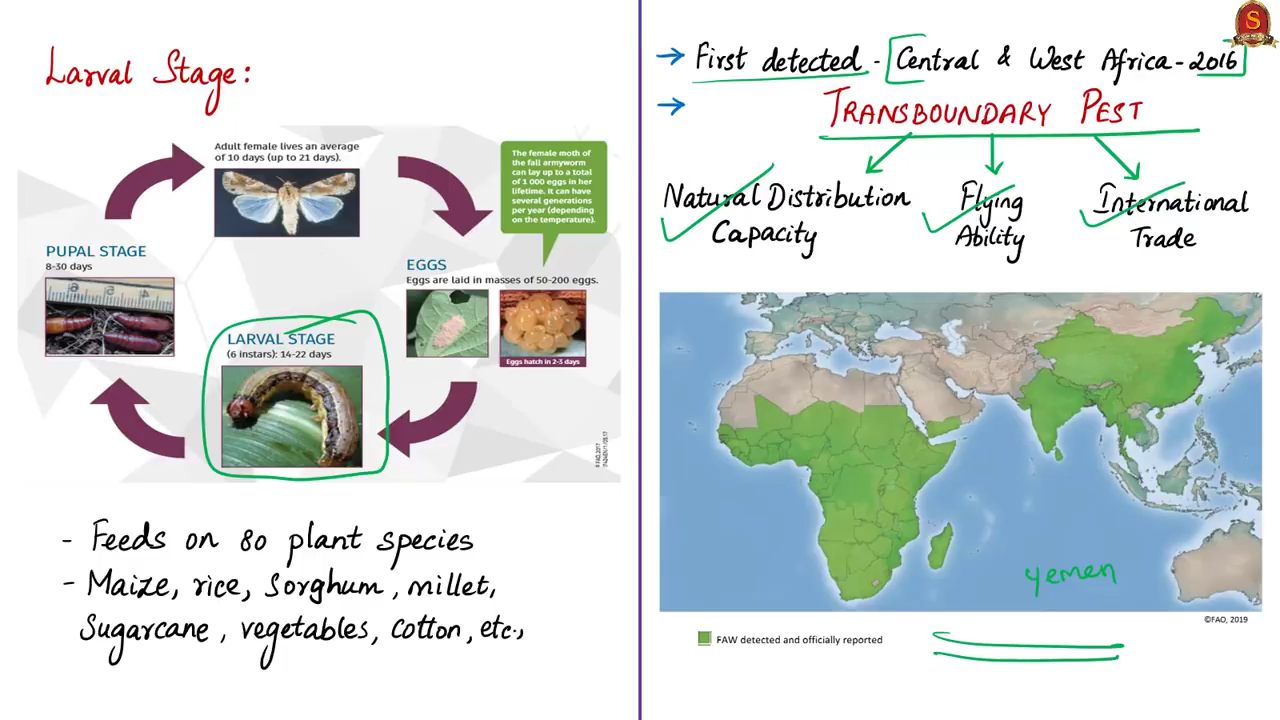 Larval Stage:
Adult female lives an average
of 10 days (up to 21 days).
The female moth of
the fall armyworm
can lay up to a total
of 1 000 eggs in her
lifetime. It can have
several generations
per year (depending
on the temperature).
PUPAL STAGE
8-30 days
EGGS
Eggs are laid in masses of 50-200 eggs.
Eggs hatch in 2-3 days
LARVAL STAGE
(6 instars): 14-22 days
- Feeds on 80 plant species
- Maize, rice, Sorghum, millet,
Sugarcane, vegetables, cotton, etc.,
→ First detected - Central & West Africa - 2016
→ TRANSBOUNDARY PEST
Natural Distribution
Capacity
Flying
Ability
International
Trade
yemen
©FAO, 2019
FAW detected and officially reported
S